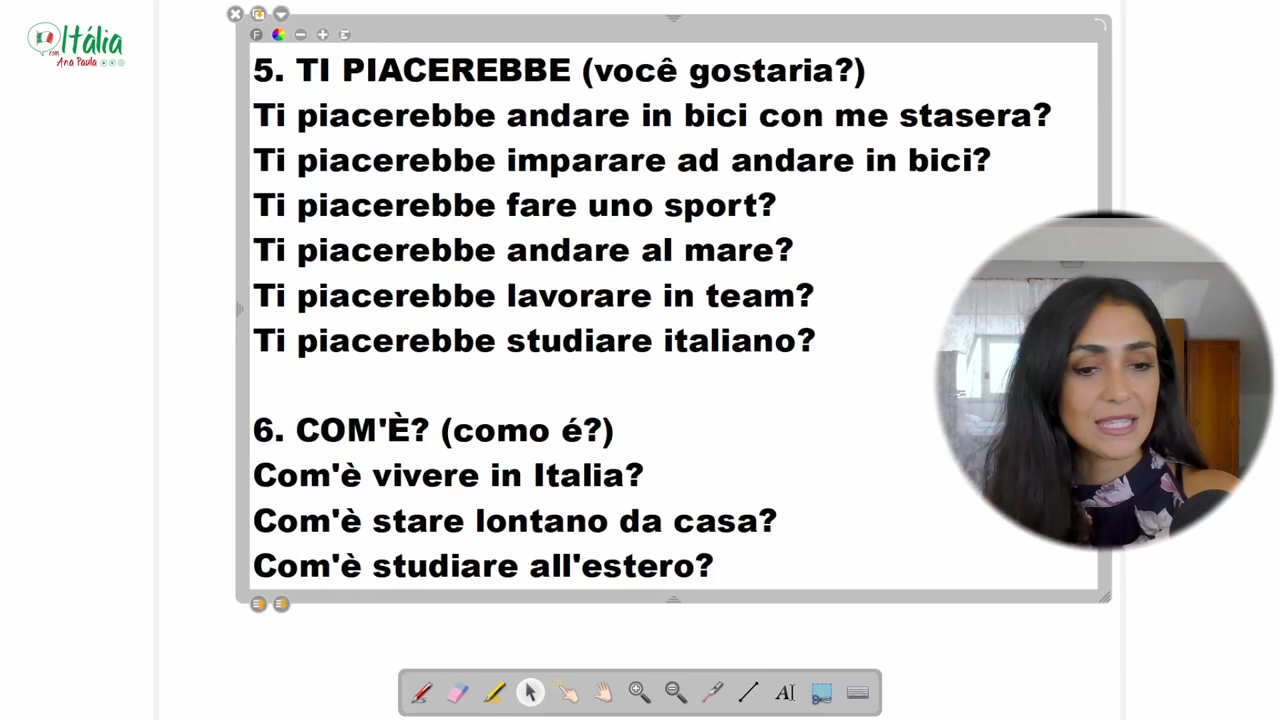 Itália
com
Ana Paula
5. TI PIACEREBBE (você gostaria?)
Ti piacerebbe andare in bici con me stasera?
Ti piacerebbe imparare ad andare in bici?
Ti piacerebbe fare uno sport?
Ti piacerebbe andare al mare?
Ti piacerebbe lavorare in team?
Ti piacerebbe studiare italiano?
6. COM'È? (como é?)
Com'è vivere in Italia?
Com'è stare lontano da casa?
Com'è studiare all'estero?